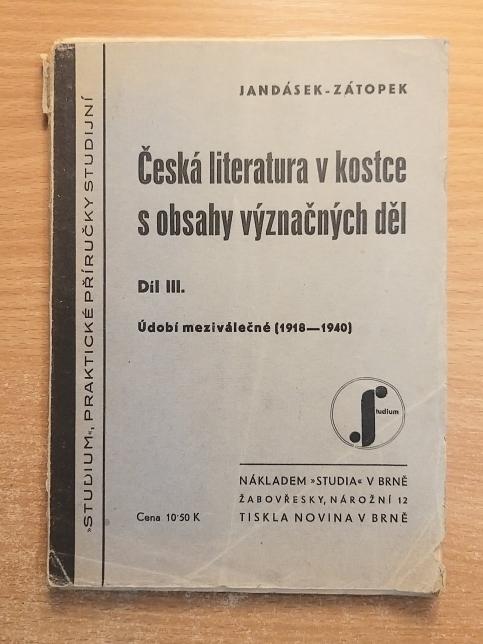 JANDÁSEK-ZÁTOPEK
Česká literatura v kostce
s obsahy význačných děl
Díl III.
Údobí meziválečné (1918—1940)
Studium
NÁKLADEM »STUDIA« V BRNĚ
ŽABOVŘESKY, NÁROŽNÍ 12
Cena 10·50 K
TISKLA NOVINA V BRNĚ
»STUDIUM«, PRAKTICKÉ PŘÍRUČKY STUDIJNÍ